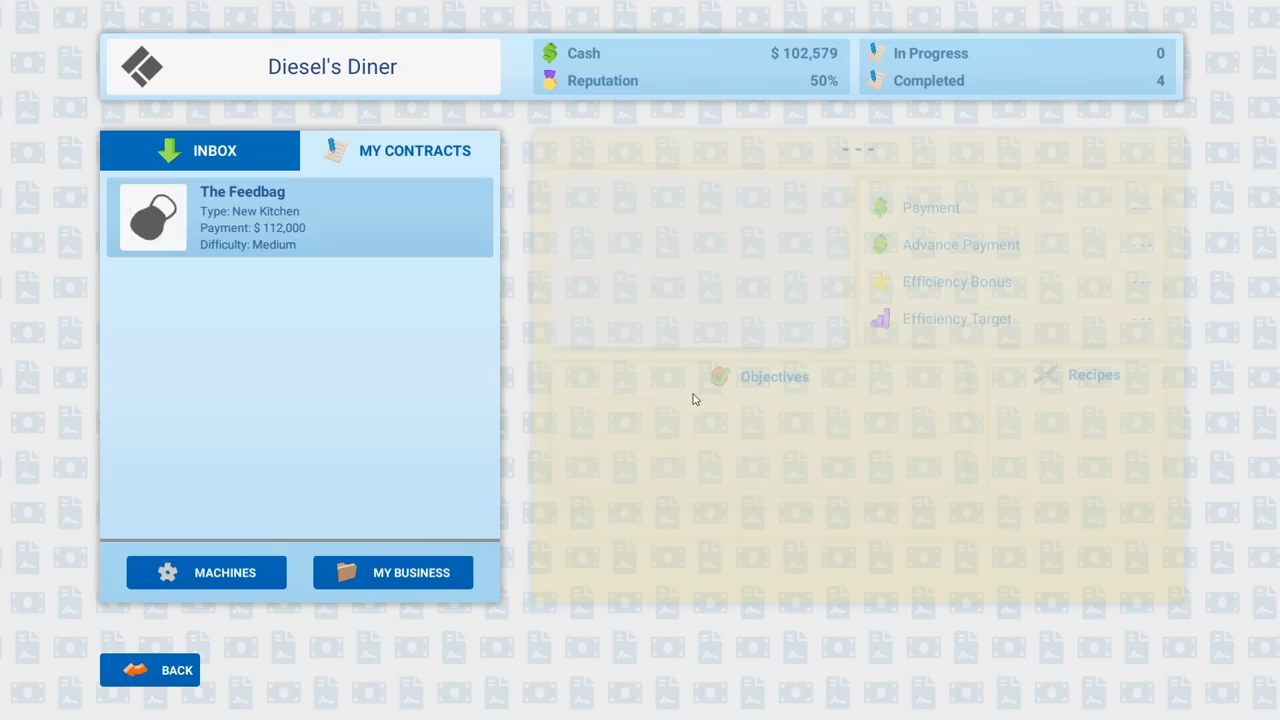 Diesel's Diner
Cash $ 102,579
Reputation 50%
In Progress 0
Completed 4
INBOX
MY CONTRACTS
The Feedbag
Type: New Kitchen
Payment: $ 112,000
Difficulty: Medium
MACHINES
MY BUSINESS
BACK
---
Payment ---
Advance Payment ---
Efficiency Bonus ---
Efficiency Target ---
Objectives
Recipes